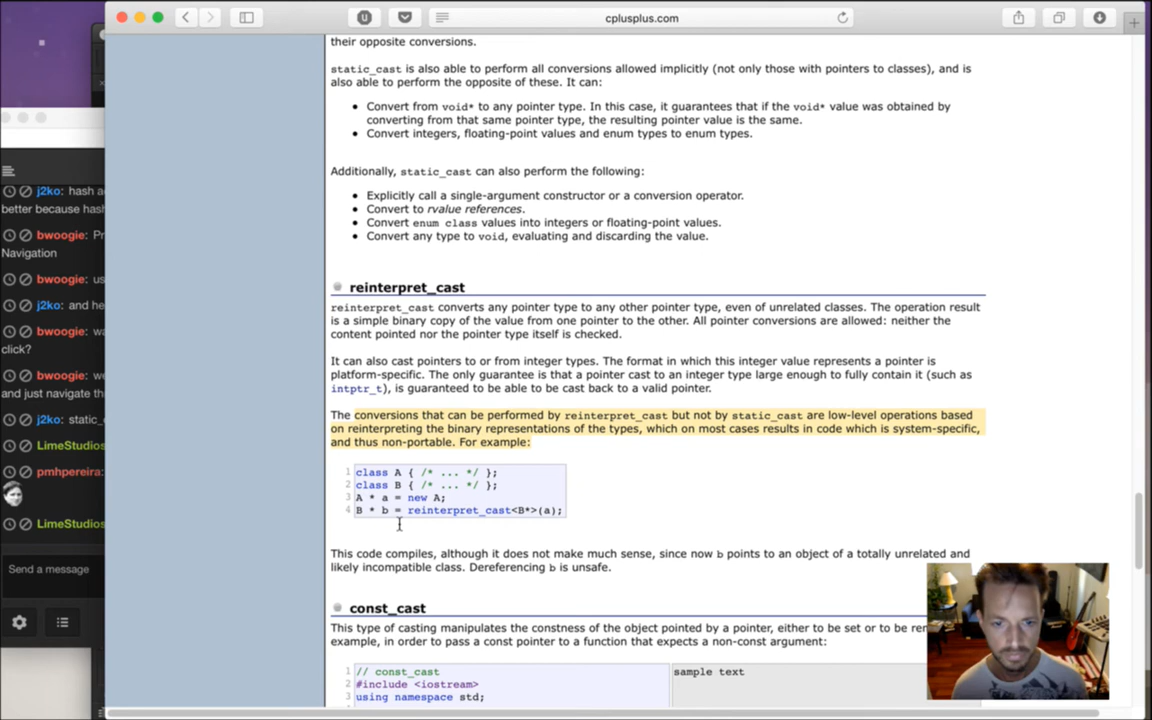 cplusplus.com
their opposite conversions.
static_cast is also able to perform all conversions allowed implicitly (not only those with pointers to classes), and is
also able to perform the opposite of these. It can:
Convert from void* to any pointer type. In this case, it guarantees that if the void* value was obtained by
converting from that same pointer type, the resulting pointer value is the same.
Convert integers, floating-point values and enum types to enum types.
Additionally, static_cast can also perform the following:
Explicitly call a single-argument constructor or a conversion operator.
Convert to rvalue references.
Convert enum class values into integers or floating-point values.
Convert any type to void, evaluating and discarding the value.
reinterpret_cast
reinterpret_cast converts any pointer type to any other pointer type, even of unrelated classes. The operation result
is a simple binary copy of the value from one pointer to the other. All pointer conversions are allowed: neither the
content pointed nor the pointer type itself is checked.
It can also cast pointers to or from integer types. The format in which this integer value represents a pointer is
platform-specific. The only guarantee is that a pointer cast to an integer type large enough to fully contain it (such as
intptr_t), is guaranteed to be able to be cast back to a valid pointer.
The conversions that can be performed by reinterpret_cast but not by static_cast are low-level operations based
on reinterpreting the binary representations of the types, which on most cases results in code which is system-specific,
and thus non-portable. For example:
1 class A { /* ... */ };
2 class B { /* ... */ };
3 A * a = new A;
4 B * b = reinterpret_cast<B*>(a);
This code compiles, although it does not make much sense, since now b points to an object of a totally unrelated and
likely incompatible class. Dereferencing b is unsafe.
const_cast
This type of casting manipulates the constness of the object pointed by a pointer, either to be set or to be
example, in order to pass a const pointer to a function that expects a non-const argument:
1 // const_cast
2 #include <iostream>
3 using namespace std;
sample text
j2ko: hash
better because
bwoogie:
Navigation
bwoogie: us
j2ko: and he
bwoogie:
click?
bwoogie: we
and just navigate
j2ko: static_
LimeStudios
pmhpereira:
LimeStudios
Send a message